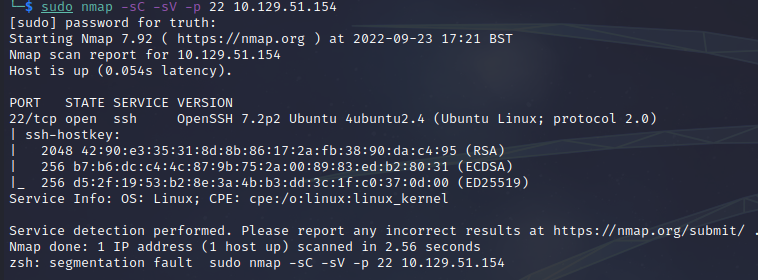 └─$ sudo nmap -sC -sV -p 22 10.129.51.154
[sudo] password for truth:
Starting Nmap 7.92 ( https://nmap.org ) at 2022-09-23 17:21 BST
Nmap scan report for 10.129.51.154
Host is up (0.054s latency).

PORT   STATE SERVICE VERSION
22/tcp open  ssh     OpenSSH 7.2p2 Ubuntu 4ubuntu2.4 (Ubuntu Linux; protocol 2.0)
| ssh-hostkey:
|   2048 42:90:e3:35:31:8d:8b:86:17:2a:fb:38:90:da:c4:95 (RSA)
|   256 b7:b6:dc:c4:4c:87:9b:75:2a:00:89:83:ed:b2:80:31 (ECDSA)
|_  256 d5:2f:19:53:b2:8e:3a:4b:b3:dd:3c:1f:c0:37:0d:00 (ED25519)
Service Info: OS: Linux; CPE: cpe:/o:linux:linux_kernel

Service detection performed. Please report any incorrect results at https://nmap.org/submit/ .
Nmap done: 1 IP address (1 host up) scanned in 2.56 seconds
zsh: segmentation fault  sudo nmap -sC -sV -p 22 10.129.51.154